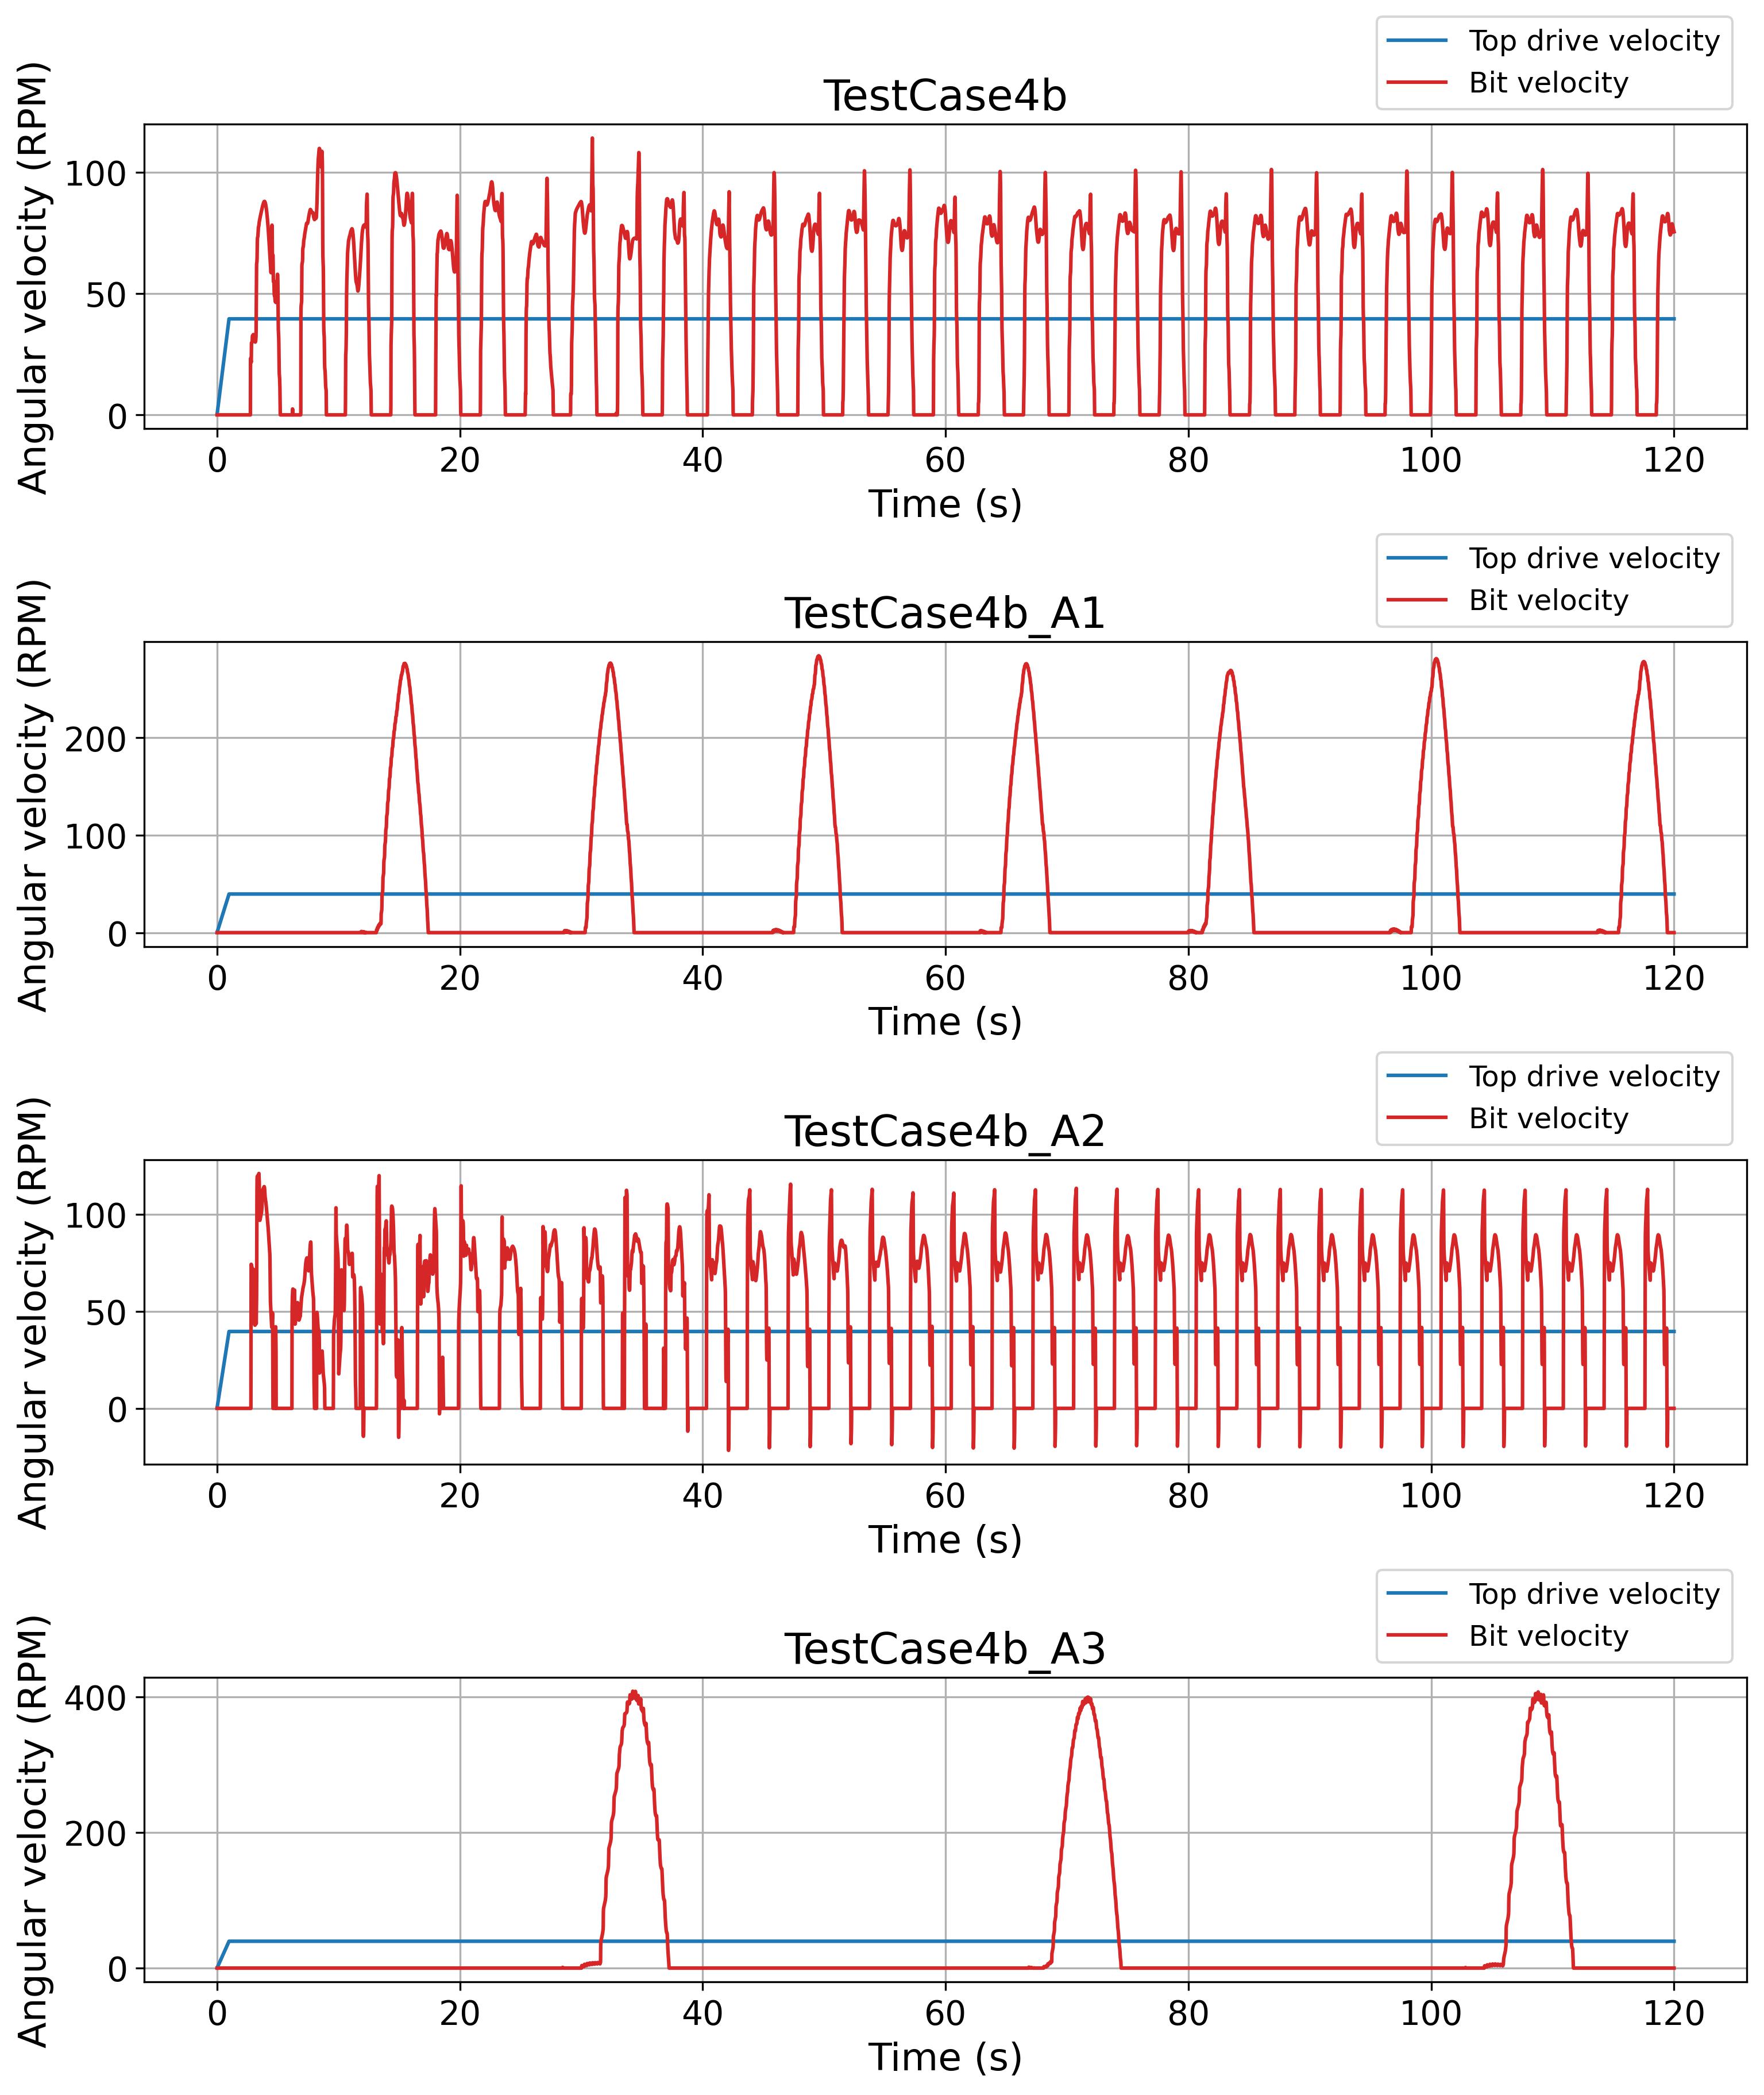 Top drive velocity
Bit velocity
TestCase4b
Angular velocity (RPM)
100
50
0
0 20 40 60 80 100 120
Time (s)
Top drive velocity
Bit velocity
TestCase4b_A1
Angular velocity (RPM)
200
100
0
0 20 40 60 80 100 120
Time (s)
Top drive velocity
Bit velocity
TestCase4b_A2
Angular velocity (RPM)
100
50
0
0 20 40 60 80 100 120
Time (s)
Top drive velocity
Bit velocity
TestCase4b_A3
Angular velocity (RPM)
400
200
0
0 20 40 60 80 100 120
Time (s)